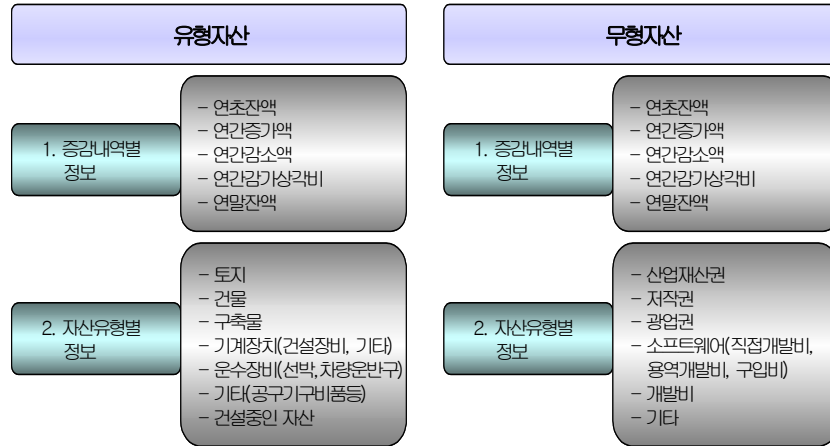 유형자산
1. 증감내역별
정보
- 연초잔액
- 연간증가액
- 연간감소액
- 연간감가상각비
- 연말잔액
2. 자산유형별
정보
- 토지
- 건물
- 구축물
- 기계장치(건설장비, 기타)
- 운수장비(선박,차량운반구)
- 기타(공구기구비품등)
- 건설중인 자산
무형자산
1. 증감내역별
정보
- 연초잔액
- 연간증가액
- 연간감소액
- 연간감가상각비
- 연말잔액
2. 자산유형별
정보
- 산업재산권
- 저작권
- 광업권
- 소프트웨어(직접개발비,
용역개발비, 구입비)
- 개발비
- 기타